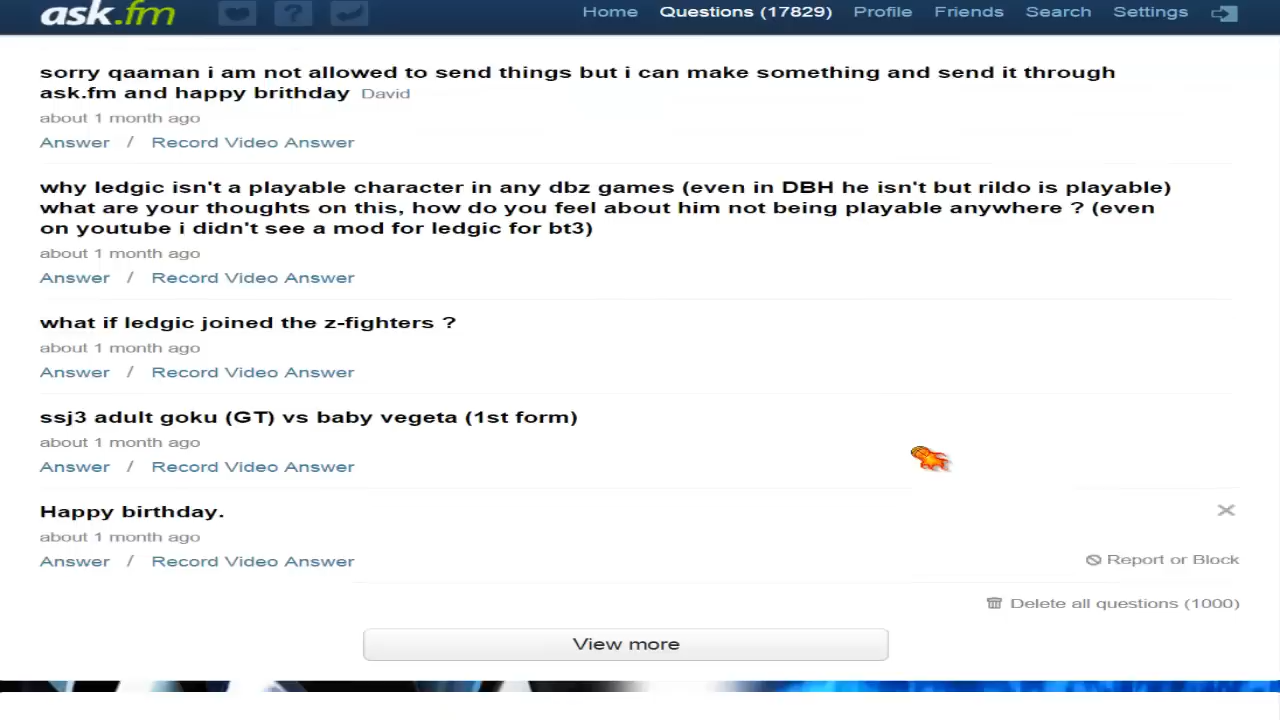 ask.fm Home Questions (17829) Profile Friends Search Settings
sorry qaaman i am not allowed to send things but i can make something and send it through
ask.fm and happy brithday David
about 1 month ago
Answer / Record Video Answer
why ledgic isn't a playable character in any dbz games (even in DBH he isn't but rildo is playable)
what are your thoughts on this, how do you feel about him not being playable anywhere ? (even
on youtube i didn't see a mod for ledgic for bt3)
about 1 month ago
Answer / Record Video Answer
what if ledgic joined the z-fighters ?
about 1 month ago
Answer / Record Video Answer
ssj3 adult goku (GT) vs baby vegeta (1st form)
about 1 month ago
Answer / Record Video Answer
Happy birthday.
about 1 month ago
Answer / Record Video Answer
Report or Block
Delete all questions (1000)
View more